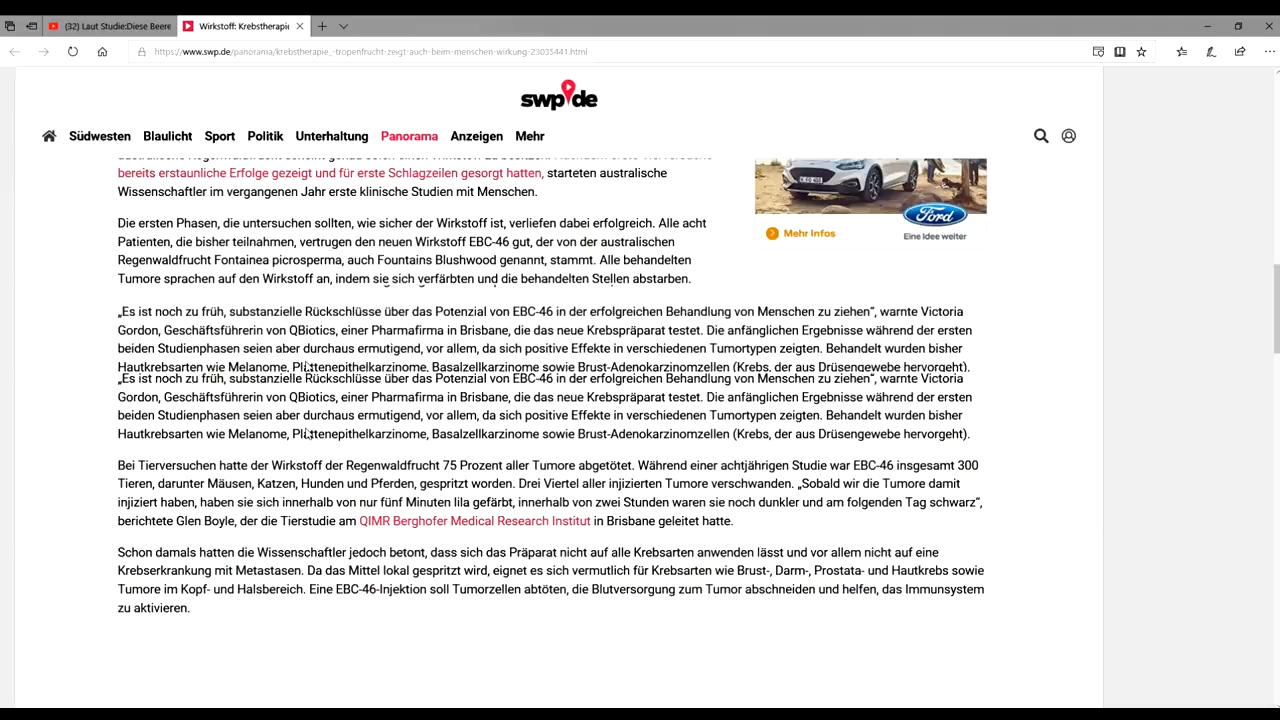 (32) Laut Studie:Diese Beere
Wirkstoff: Krebstherapie
https://www.swp.de/panorama/krebstherapie_-tropenfrucht-zeigt-auch-beim-menschen-wirkung-23035441.html
swp de
Südwesten Blaulicht Sport Politik Unterhaltung Panorama Anzeigen Mehr
bereits erstaunliche Erfolge gezeigt und für erste Schlagzeilen gesorgt hatten, starteten australische
Wissenschaftler im vergangenen Jahr erste klinische Studien mit Menschen.
Die ersten Phasen, die untersuchen sollten, wie sicher der Wirkstoff ist, verliefen dabei erfolgreich. Alle acht
Patienten, die bisher teilnahmen, vertrugen den neuen Wirkstoff EBC-46 gut, der von der australischen
Regenwaldfrucht Fontainea picrosperma, auch Fountains Blushwood genannt, stammt. Alle behandelten
Tumore sprachen auf den Wirkstoff an, indem sie sich verfärbten und die behandelten Stellen abstarben.
Ford
Mehr Infos
Eine Idee weiter
„Es ist noch zu früh, substanzielle Rückschlüsse über das Potenzial von EBC-46 in der erfolgreichen Behandlung von Menschen zu ziehen“, warnte Victoria
Gordon, Geschäftsführerin von QBiotics, einer Pharmafirma in Brisbane, die das neue Krebspräparat testet. Die anfänglichen Ergebnisse während der ersten
beiden Studienphasen seien aber durchaus ermutigend, vor allem, da sich positive Effekte in verschiedenen Tumortypen zeigten. Behandelt wurden bisher
Hautkrebsarten wie Melanome, Plattenepithelkarzinome, Basalzellkarzinome sowie Brust-Adenokarzinomzellen (Krebs, der aus Drüsengewebe hervorgeht).
„Es ist noch zu früh, substanzielle Rückschlüsse über das Potenzial von EBC-46 in der erfolgreichen Behandlung von Menschen zu ziehen“, warnte Victoria
Gordon, Geschäftsführerin von QBiotics, einer Pharmafirma in Brisbane, die das neue Krebspräparat testet. Die anfänglichen Ergebnisse während der ersten
beiden Studienphasen seien aber durchaus ermutigend, vor allem, da sich positive Effekte in verschiedenen Tumortypen zeigten. Behandelt wurden bisher
Hautkrebsarten wie Melanome, Plattenepithelkarzinome, Basalzellkarzinome sowie Brust-Adenokarzinomzellen (Krebs, der aus Drüsengewebe hervorgeht).
Bei Tierversuchen hatte der Wirkstoff der Regenwaldfrucht 75 Prozent aller Tumore abgetötet. Während einer achtjährigen Studie war EBC-46 insgesamt 300
Tieren, darunter Mäusen, Katzen, Hunden und Pferden, gespritzt worden. Drei Viertel aller injizierten Tumore verschwanden. „Sobald wir die Tumore damit
injiziert haben, haben sie sich innerhalb von nur fünf Minuten lila gefärbt, innerhalb von zwei Stunden waren sie noch dunkler und am folgenden Tag schwarz“,
berichtete Glen Boyle, der die Tierstudie am QIMR Berghofer Medical Research Institut in Brisbane geleitet hatte.
Schon damals hatten die Wissenschaftler jedoch betont, dass sich das Präparat nicht auf alle Krebsarten anwenden lässt und vor allem nicht auf eine
Krebserkrankung mit Metastasen. Da das Mittel lokal gespritzt wird, eignet es sich vermutlich für Krebsarten wie Brust-, Darm-, Prostata- und Hautkrebs sowie
Tumore im Kopf- und Halsbereich. Eine EBC-46-Injektion soll Tumorzellen abtöten, die Blutversorgung zum Tumor abschneiden und helfen, das Immunsystem
zu aktivieren.